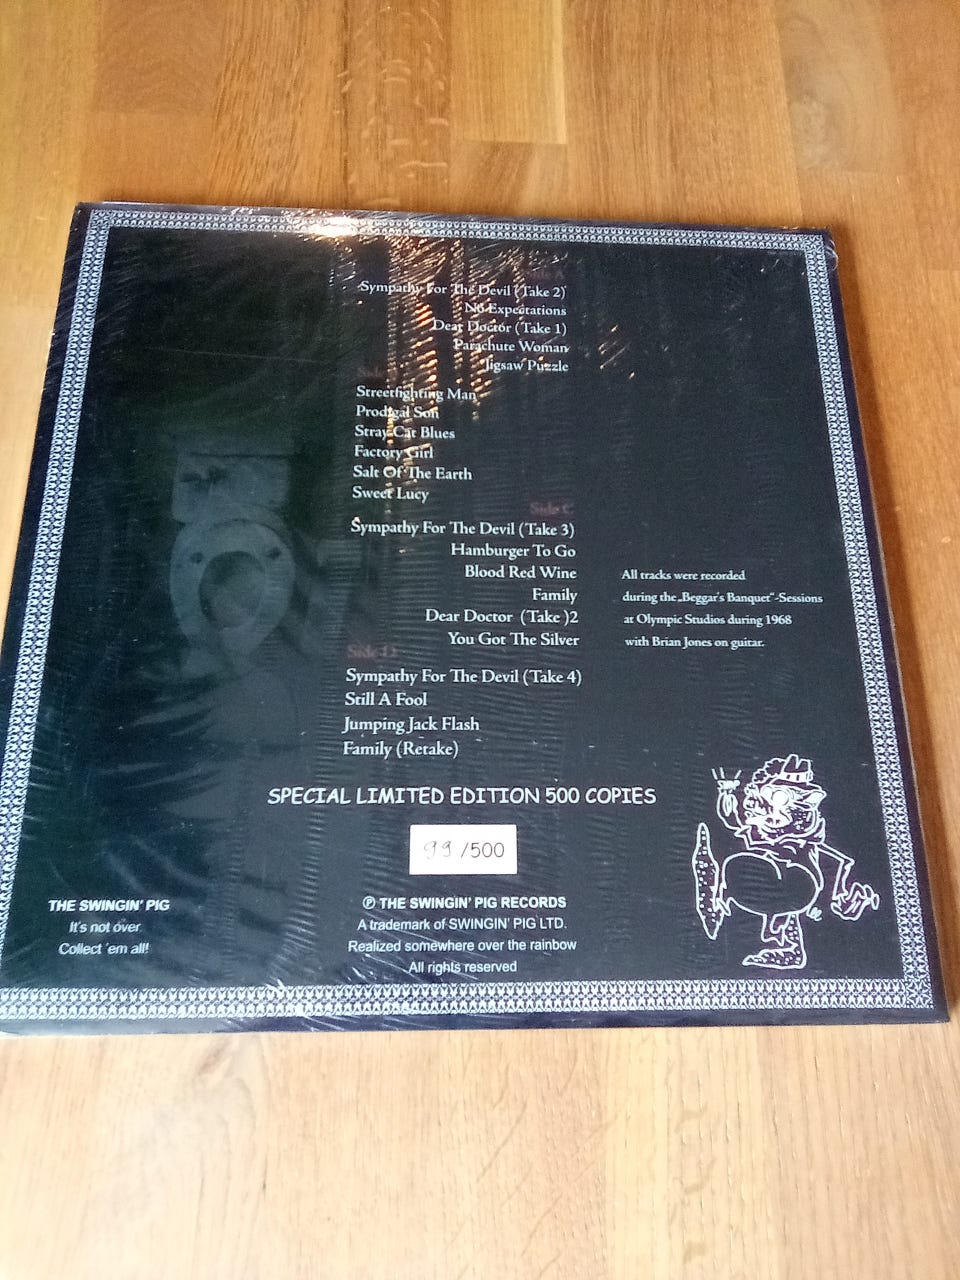 Side A
Sympathy For The Devil (Take 2)
No Expectations
Dear Doctor (Take 1)
Parachute Woman
Jigsaw Puzzle
Streetfighting Man
Prodigal Son
Stray Cat Blues
Factory Girl
Salt Of The Earth
Sweet Lucy
Side C
Sympathy For The Devil (Take 3)
Hamburger To Go
Blood Red Wine
Family
Dear Doctor (Take )2
You Got The Silver
All tracks were recorded
during the „Beggar's Banquet“-Sessions
at Olympic Studios during 1968
with Brian Jones on guitar.
Side D
Sympathy For The Devil (Take 4)
Still A Fool
Jumping Jack Flash
Family (Retake)
SPECIAL LIMITED EDITION 500 COPIES
99 /500
THE SWINGIN' PIG
It's not over
Collect 'em all!
℗ THE SWINGIN' PIG RECORDS
A trademark of SWINGIN' PIG LTD.
Realized somewhere over the rainbow
All rights reserved